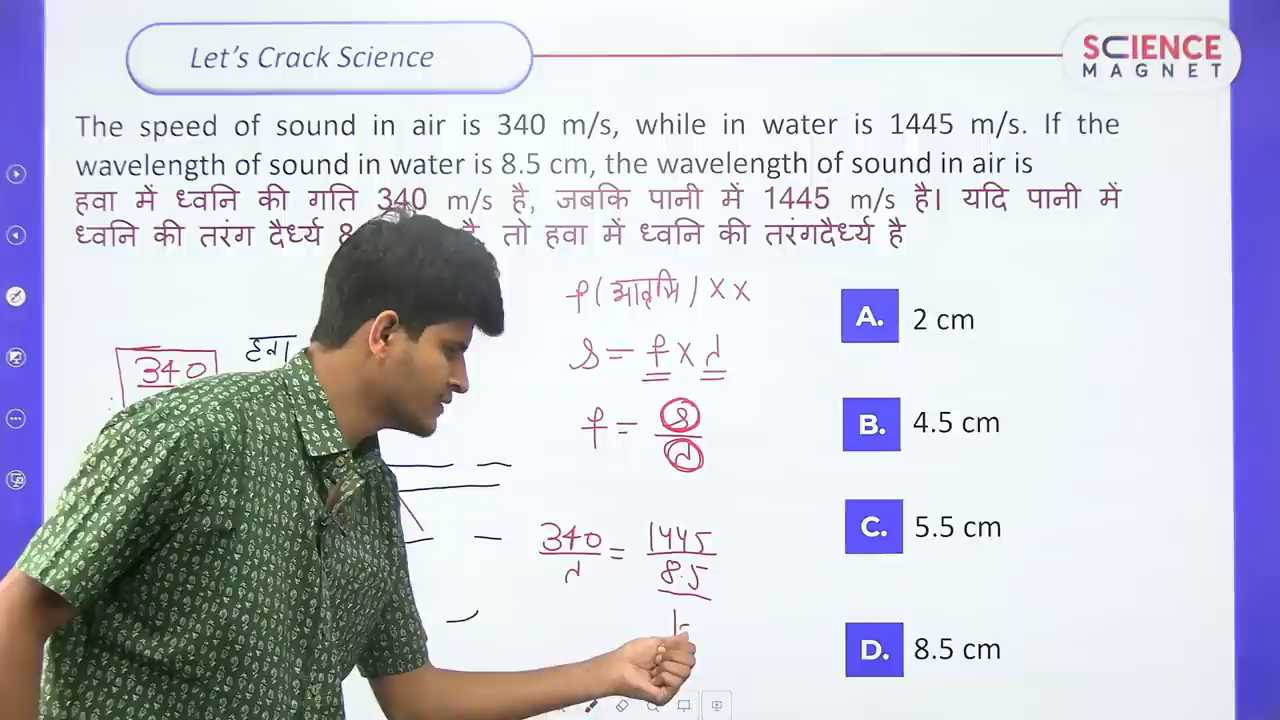 Let's Crack Science
SCIENCE
MAGNET
The speed of sound in air is 340 m/s, while in water is 1445 m/s. If the
wavelength of sound in water is 8.5 cm, the wavelength of sound in air is
हवा में ध्वनि की गति 340 m/s है, जबकि पानी में 1445 m/s है। यदि पानी में
ध्वनि की तरंग दैर्ध्य 8 है, तो हवा में ध्वनि की तरंगदैर्ध्य है
340
हवा
f (आवृत्ति) x x
s = f x λ
f = s
λ
340 = 1445
λ 8.5
A. 2 cm
B. 4.5 cm
C. 5.5 cm
D. 8.5 cm